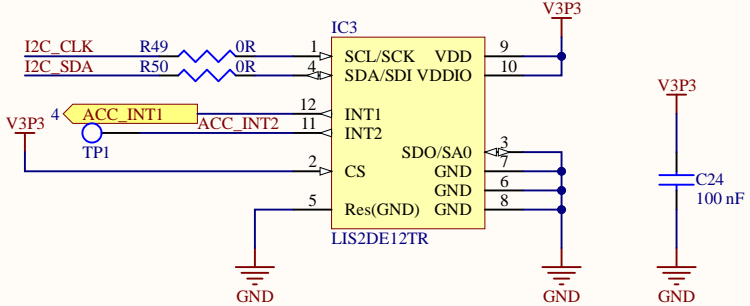 IC3
V3P3
I2C_CLK R49 0R 1 SCL/SCK VDD 9
I2C_SDA R50 0R 4 SDA/SDI VDDIO 10
V3P3
4 ACC_INT1 12 INT1
V3P3 ACC_INT2 11 INT2
TP1
3 SDO/SA0
2 CS GND 7
GND 6
C24
100 nF
5 Res(GND) GND 8
LIS2DE12TR
GND GND GND